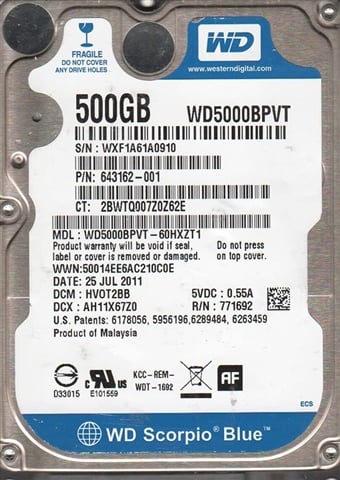 FRAGILE
DO NOT COVER
ANY DRIVE HOLES
WD
www.westerndigital.com
500GB WD5000BPVT
S/N : WXF1A61A0910
P/N: 643162-001
CT: 2BWTQ007Z0Z62E
MDL : WD5000BPVT-60HXZT1
Product warranty will be void if seal, Do not press
label or cover is removed or damaged. on top cover.
WWN:50014EE6AC210C0E
DATE: 25 JUL 2011
DCM : HVOT2BB 5VDC : 0.55A
DCX : AH11X67Z0 R/N : 771692
U.S. Patents: 6178056, 5956196,6289484, 6263459
Product of Malaysia
D33015
c RU us
E101559
KCC-REM-
WDT-1692
AF
ECS
WD Scorpio® Blue™